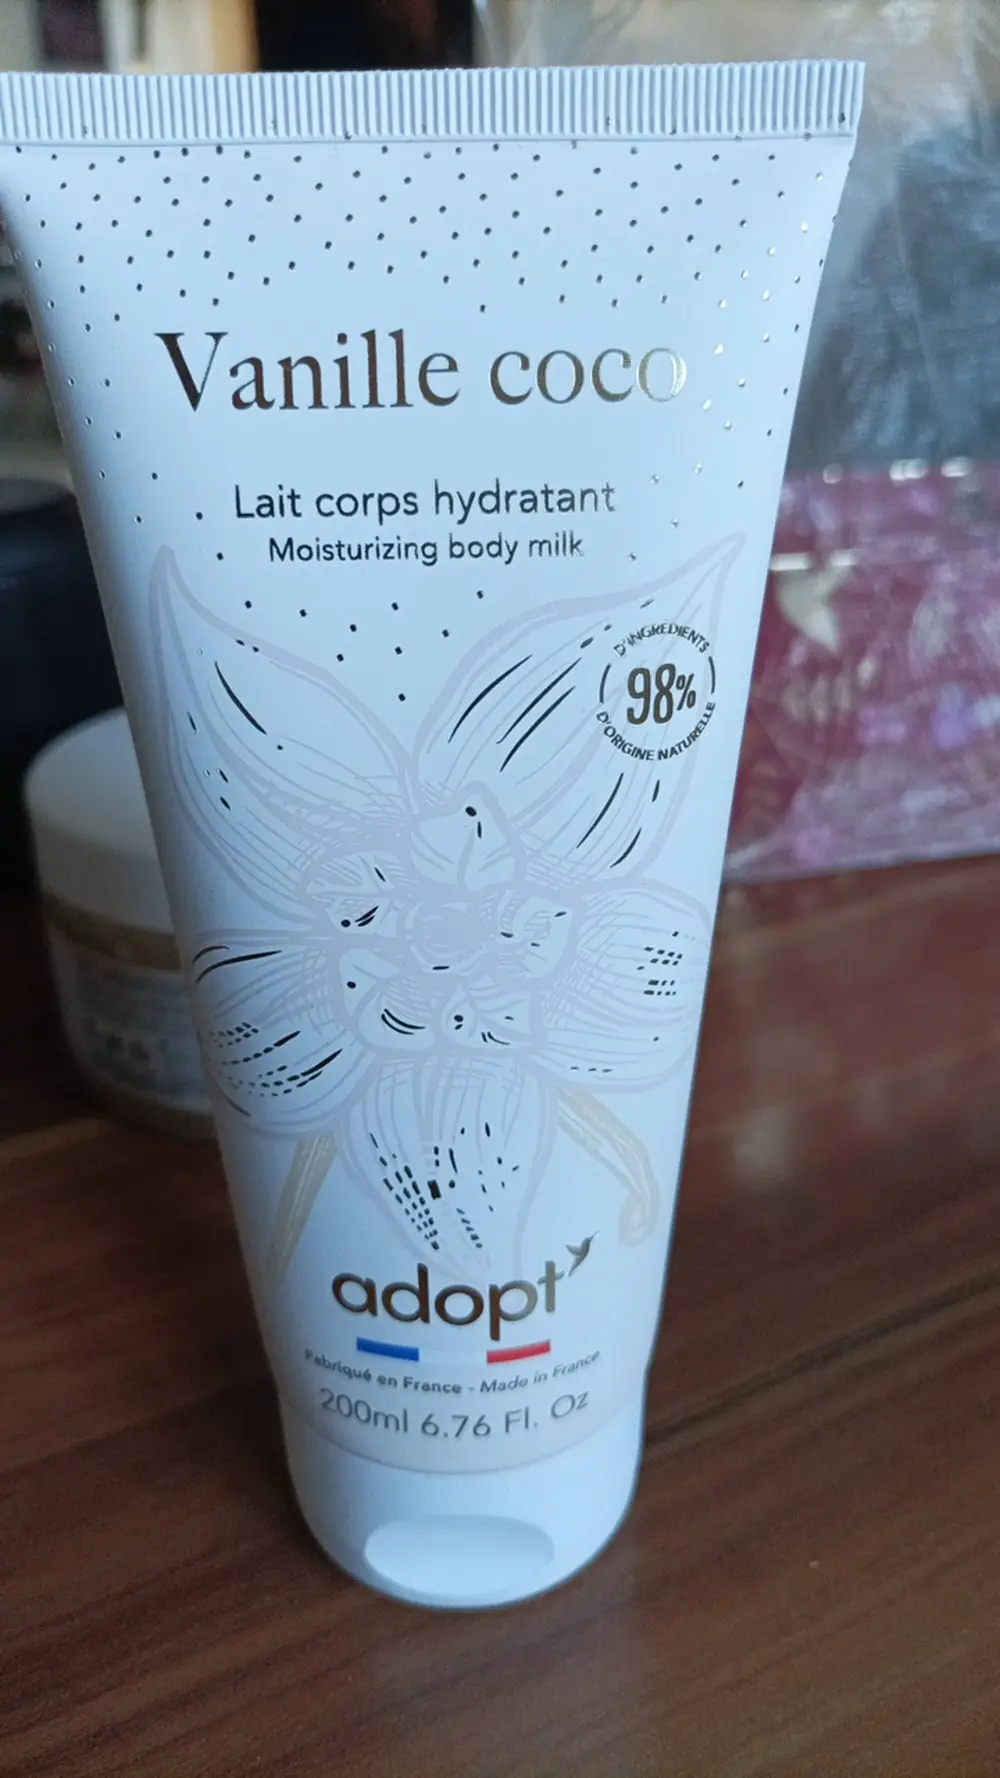 Vanille coco
Lait corps hydratant
Moisturizing body milk
D'INGREDIENTS
98%
D'ORIGINE NATURELLE
adopt'
Fabriqué en France - Made in France
200ml 6.76 Fl. Oz